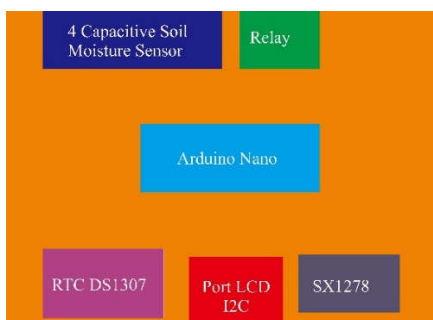 4 Capacitive Soil
Moisture Sensor
Relay
Arduino Nano
RTC DS1307
Port LCD
I2C
SX1278